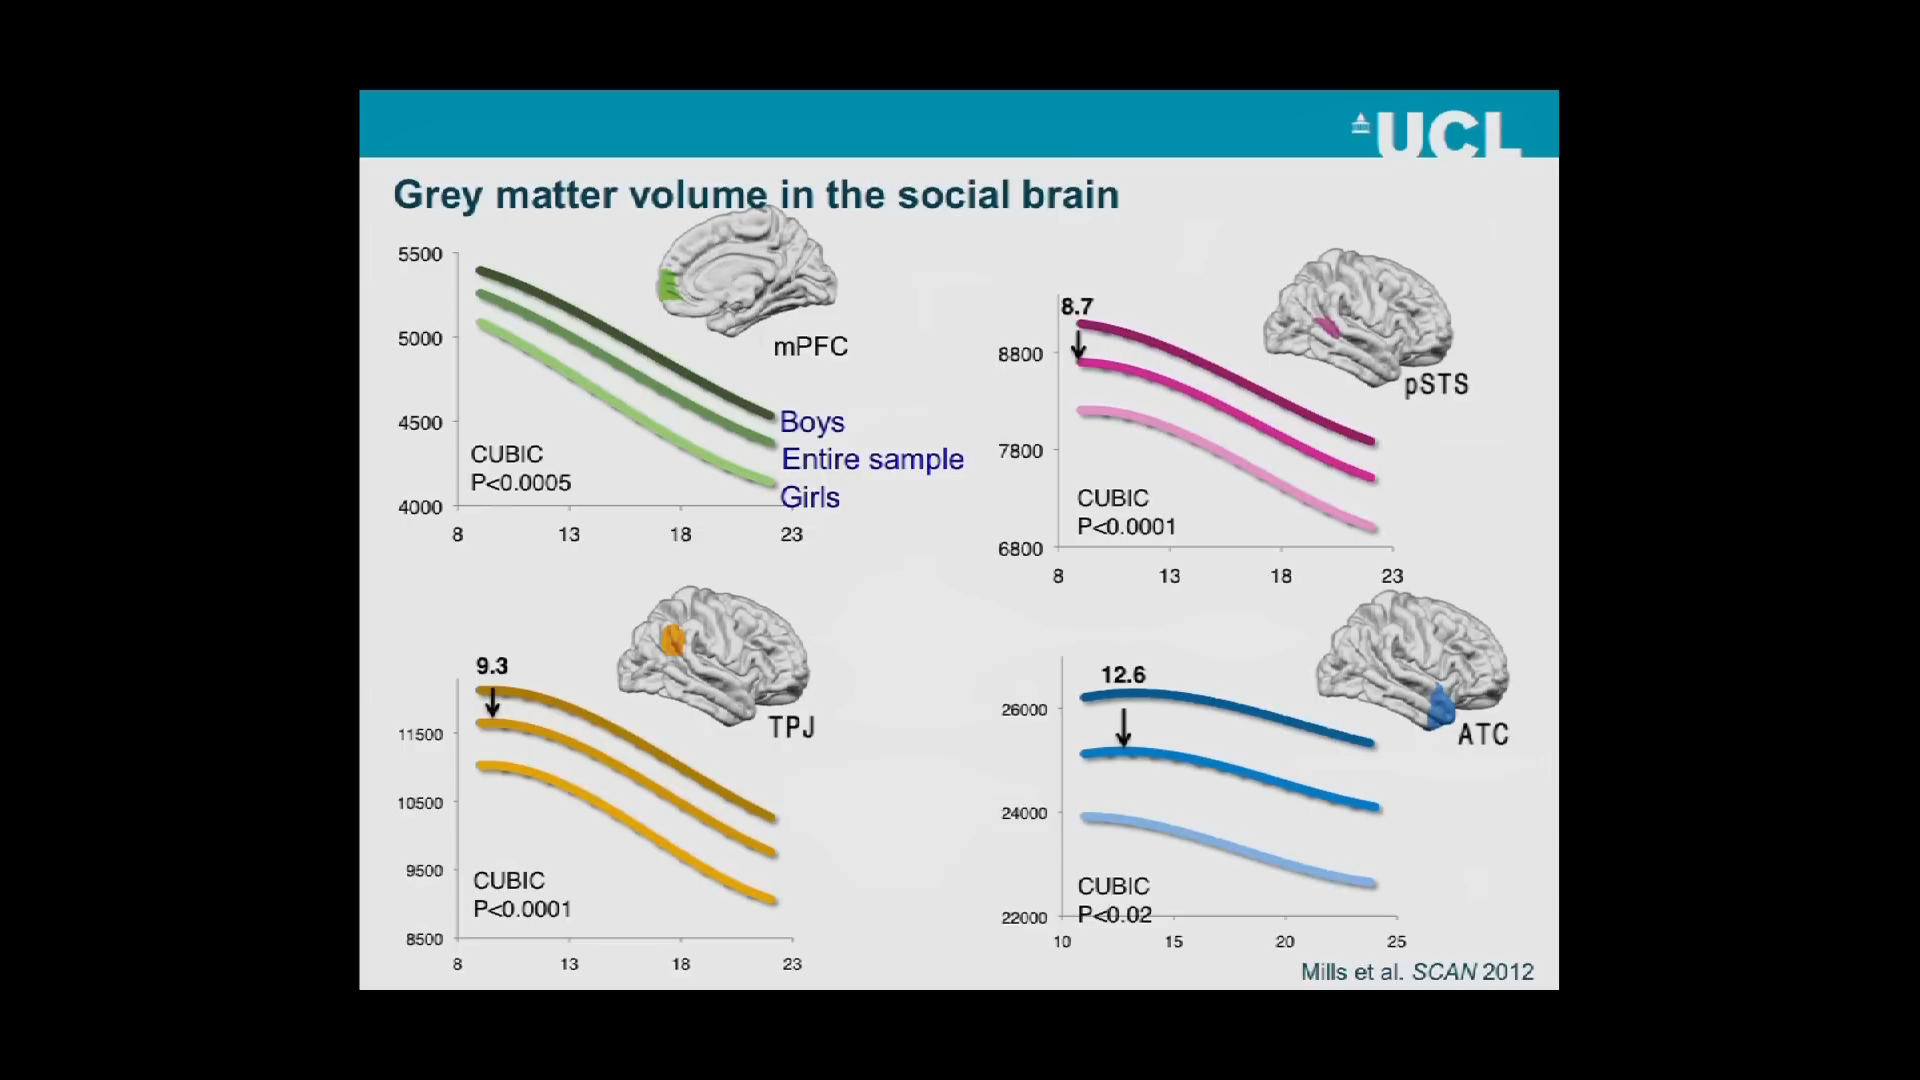 UCL
Grey matter volume in the social brain
5500
5000
4500
4000
8 13 18 23
CUBIC
P<0.0005
mPFC
Boys
Entire sample
Girls
8.7
8800
7800
6800
8 13 18 23
CUBIC
P<0.0001
pSTS
9.3
11500
10500
9500
8500
8 13 18 23
CUBIC
P<0.0001
TPJ
12.6
26000
24000
22000
10 15 20 25
CUBIC
P<0.02
ATC
Mills et al. SCAN 2012